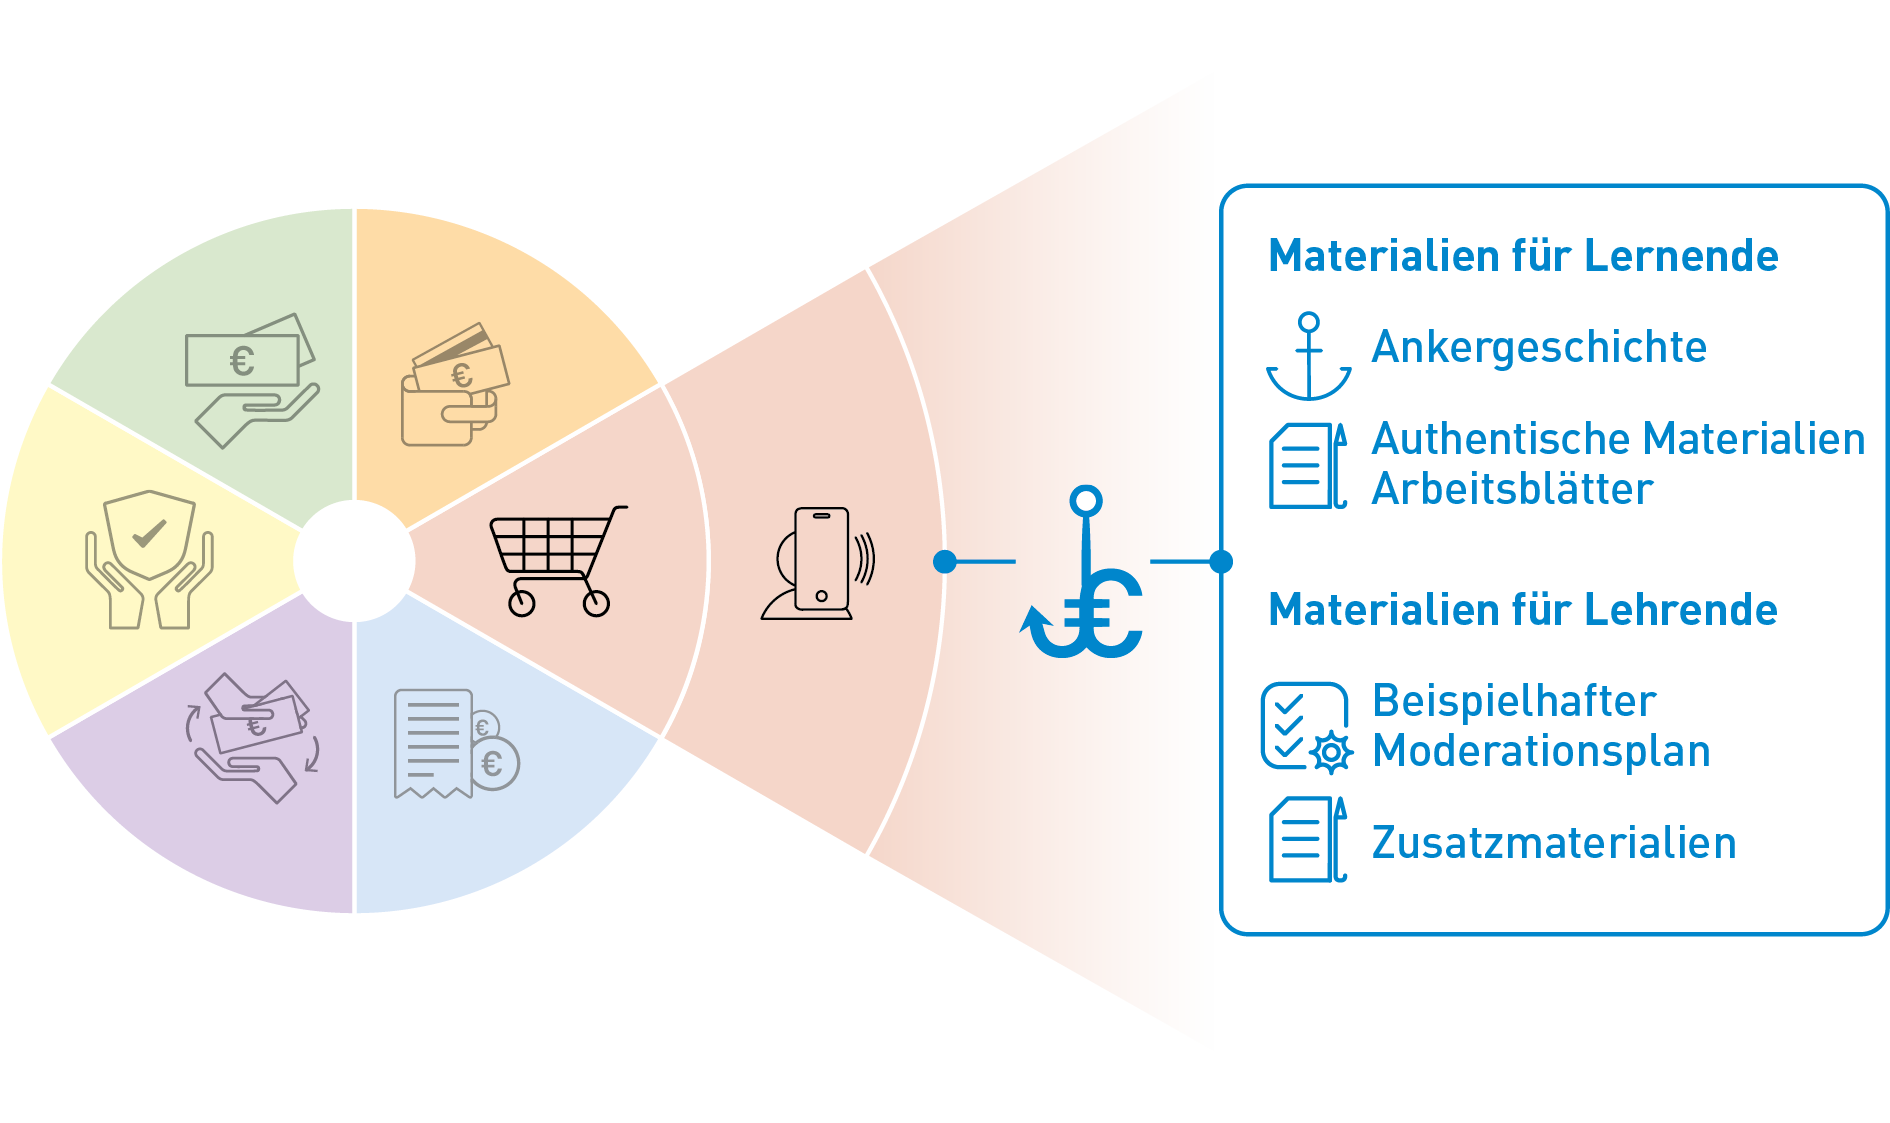 Materialien für Lernende
Ankergeschichte
Authentische Materialien
Arbeitsblätter
Materialien für Lehrende
Beispielhafter
Moderationsplan
Zusatzmaterialien
€
€
€
€
€